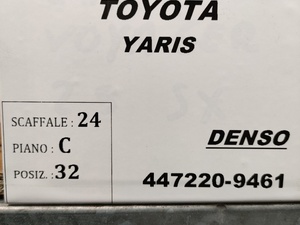 TOYOTA
YARIS
SCAFFALE : 24
PIANO : C
POSIZ. : 32
DENSO
447220-9461